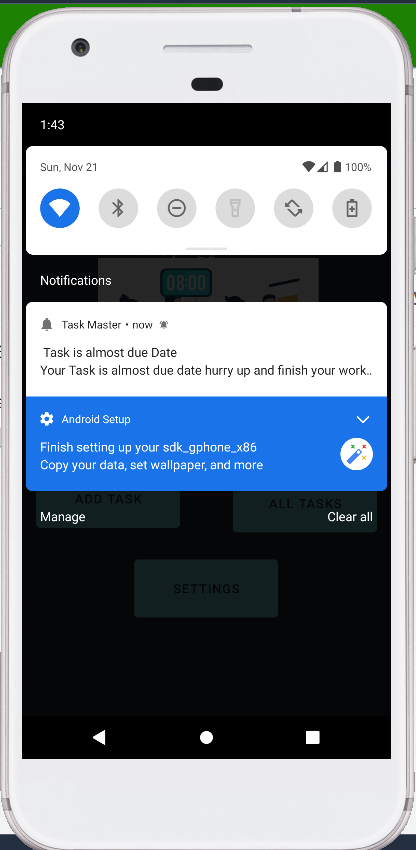 1:43
Sun, Nov 21
100%
08:00
Notifications
Task Master • now
Task is almost due Date
Your Task is almost due date hurry up and finish your work..
Android Setup
Finish setting up your sdk_gphone_x86
Copy your data, set wallpaper, and more
ADD TASK
ALL TASKS
Manage
Clear all
SETTINGS